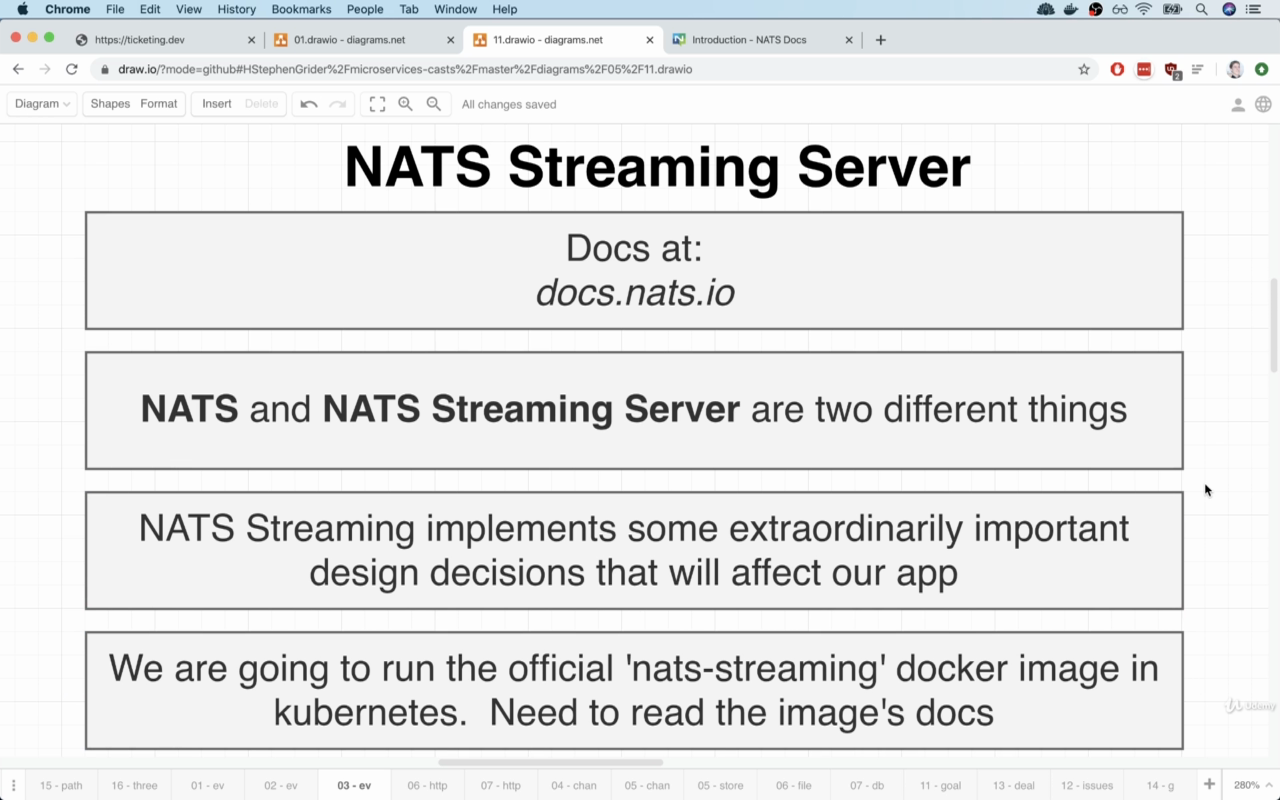 Chrome File Edit View History Bookmarks People Tab Window Help
https://ticketing.dev 01.drawio - diagrams.net 11.drawio - diagrams.net Introduction - NATS Docs
draw.io/?mode=github#HStephenGrider%2Fmicroservices-casts%2Fmaster%2Fdiagrams%2F05%2F11.drawio
Diagram Shapes Format Insert Delete All changes saved
NATS Streaming Server
Docs at:
docs.nats.io
NATS and NATS Streaming Server are two different things
NATS Streaming implements some extraordinarily important
design decisions that will affect our app
We are going to run the official 'nats-streaming' docker image in
kubernetes. Need to read the image's docs
Udemy
15 - path 16 - three 01 - ev 02 - ev 03 - ev 06 - http 07 - http 04 - chan 05 - chan 05 - store 06 - file 07 - db 11 - goal 13 - deal 12 - issues 14 - g 280%